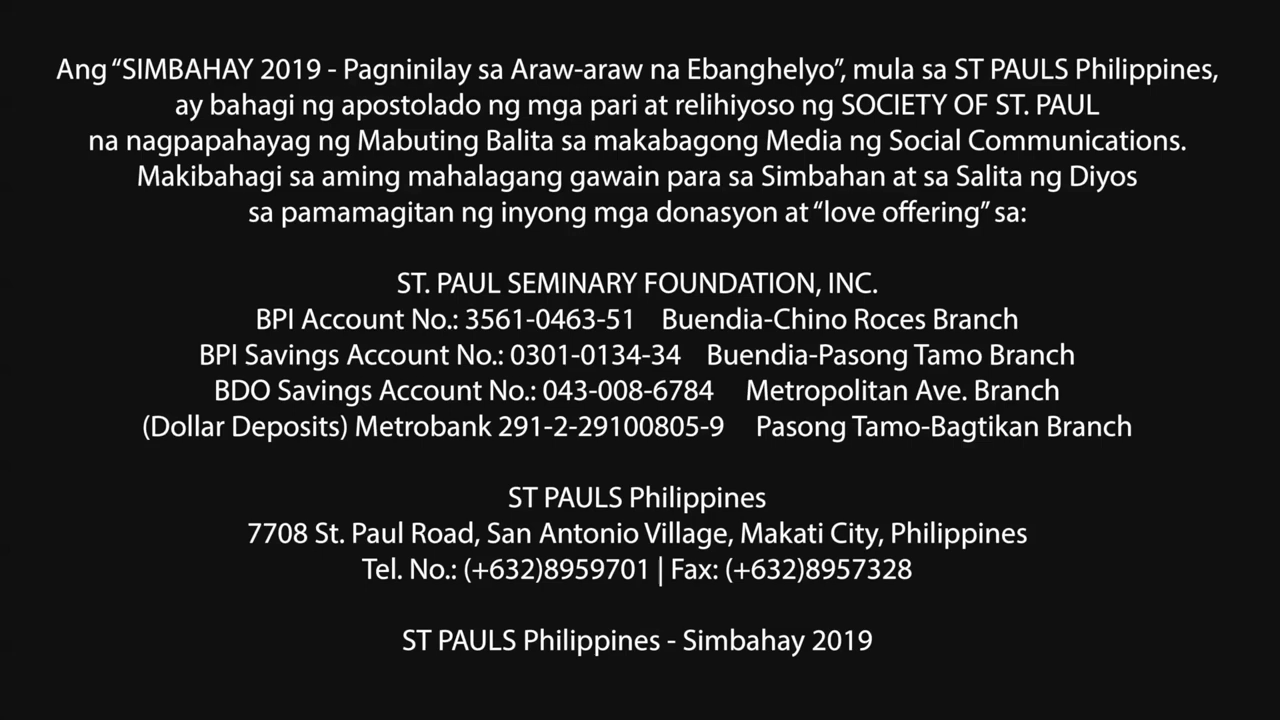 Ang “SIMBAHAY 2019 - Pagninilay sa Araw-araw na Ebanghelyo”, mula sa ST PAULS Philippines,
ay bahagi ng apostolado ng mga pari at relihiyoso ng SOCIETY OF ST. PAUL
na nagpapahayag ng Mabuting Balita sa makabagong Media ng Social Communications.
Makibahagi sa aming mahalagang gawain para sa Simbahan at sa Salita ng Diyos
sa pamamagitan ng inyong mga donasyon at “love offering” sa:
ST. PAUL SEMINARY FOUNDATION, INC.
BPI Account No.: 3561-0463-51 Buendia-Chino Roces Branch
BPI Savings Account No.: 0301-0134-34 Buendia-Pasong Tamo Branch
BDO Savings Account No.: 043-008-6784 Metropolitan Ave. Branch
(Dollar Deposits) Metrobank 291-2-29100805-9 Pasong Tamo-Bagtikan Branch
ST PAULS Philippines
7708 St. Paul Road, San Antonio Village, Makati City, Philippines
Tel. No.: (+632)8959701 | Fax: (+632)8957328
ST PAULS Philippines - Simbahay 2019